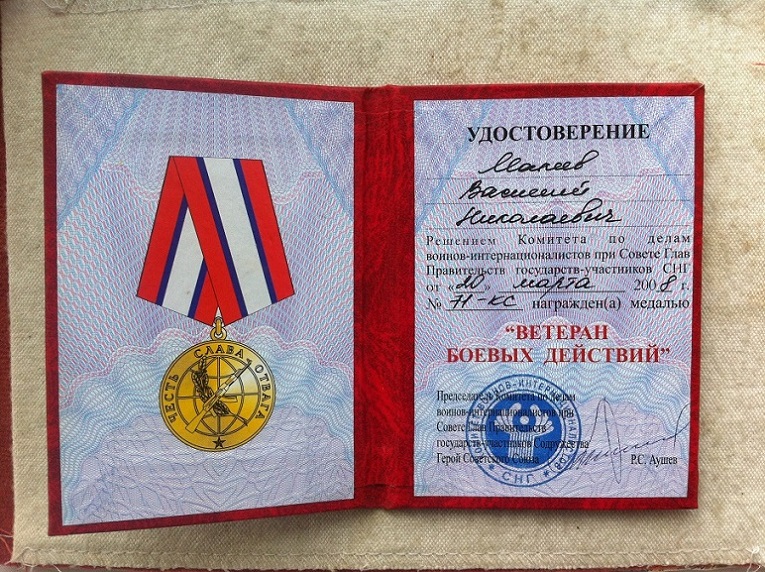 ЧЕСТЬ СЛАВА ОТВАГА
УДОСТОВЕРЕНИЕ
Макеев
Василий
Николаевич
Решением Комитета по делам
воинов-интернационалистов при Совете Глав
Правительств государств-участников СНГ
от «20» марта 2008 г.
№ 71-КС награжден(а) медалью
“ВЕТЕРАН
БОЕВЫХ ДЕЙСТВИЙ”
Председатель Комитета по делам
воинов-интернационалистов при
Совете Глав Правительств
государств-участников Содружества
Герой Советского Союза
Р.С. Аушев
СНГ